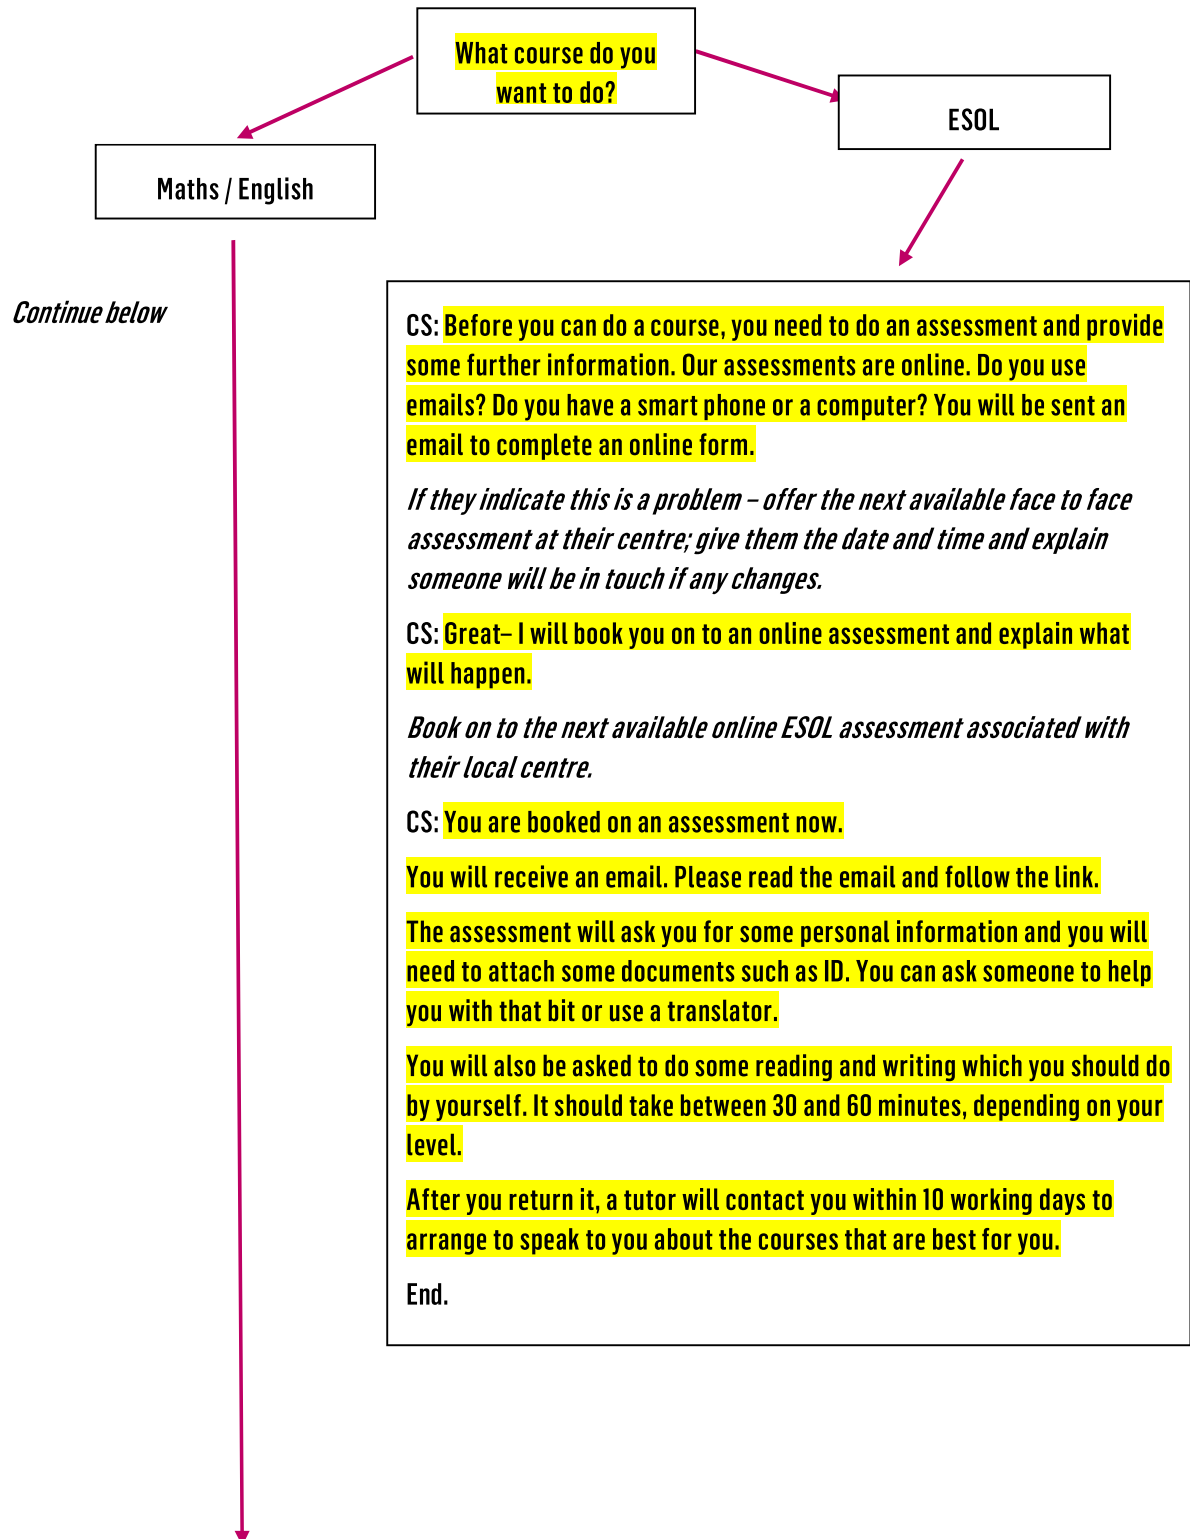 What course do you
want to do?
ESOL
Maths / English
Continue below
CS: Before you can do a course, you need to do an assessment and provide
some further information. Our assessments are online. Do you use
emails? Do you have a smart phone or a computer? You will be sent an
email to complete an online form.
If they indicate this is a problem – offer the next available face to face
assessment at their centre; give them the date and time and explain
someone will be in touch if any changes.
CS: Great– I will book you on to an online assessment and explain what
will happen.
Book on to the next available online ESOL assessment associated with
their local centre.
CS: You are booked on an assessment now.
You will receive an email. Please read the email and follow the link.
The assessment will ask you for some personal information and you will
need to attach some documents such as ID. You can ask someone to help
you with that bit or use a translator.
You will also be asked to do some reading and writing which you should do
by yourself. It should take between 30 and 60 minutes, depending on your
level.
After you return it, a tutor will contact you within 10 working days to
arrange to speak to you about the courses that are best for you.
End.